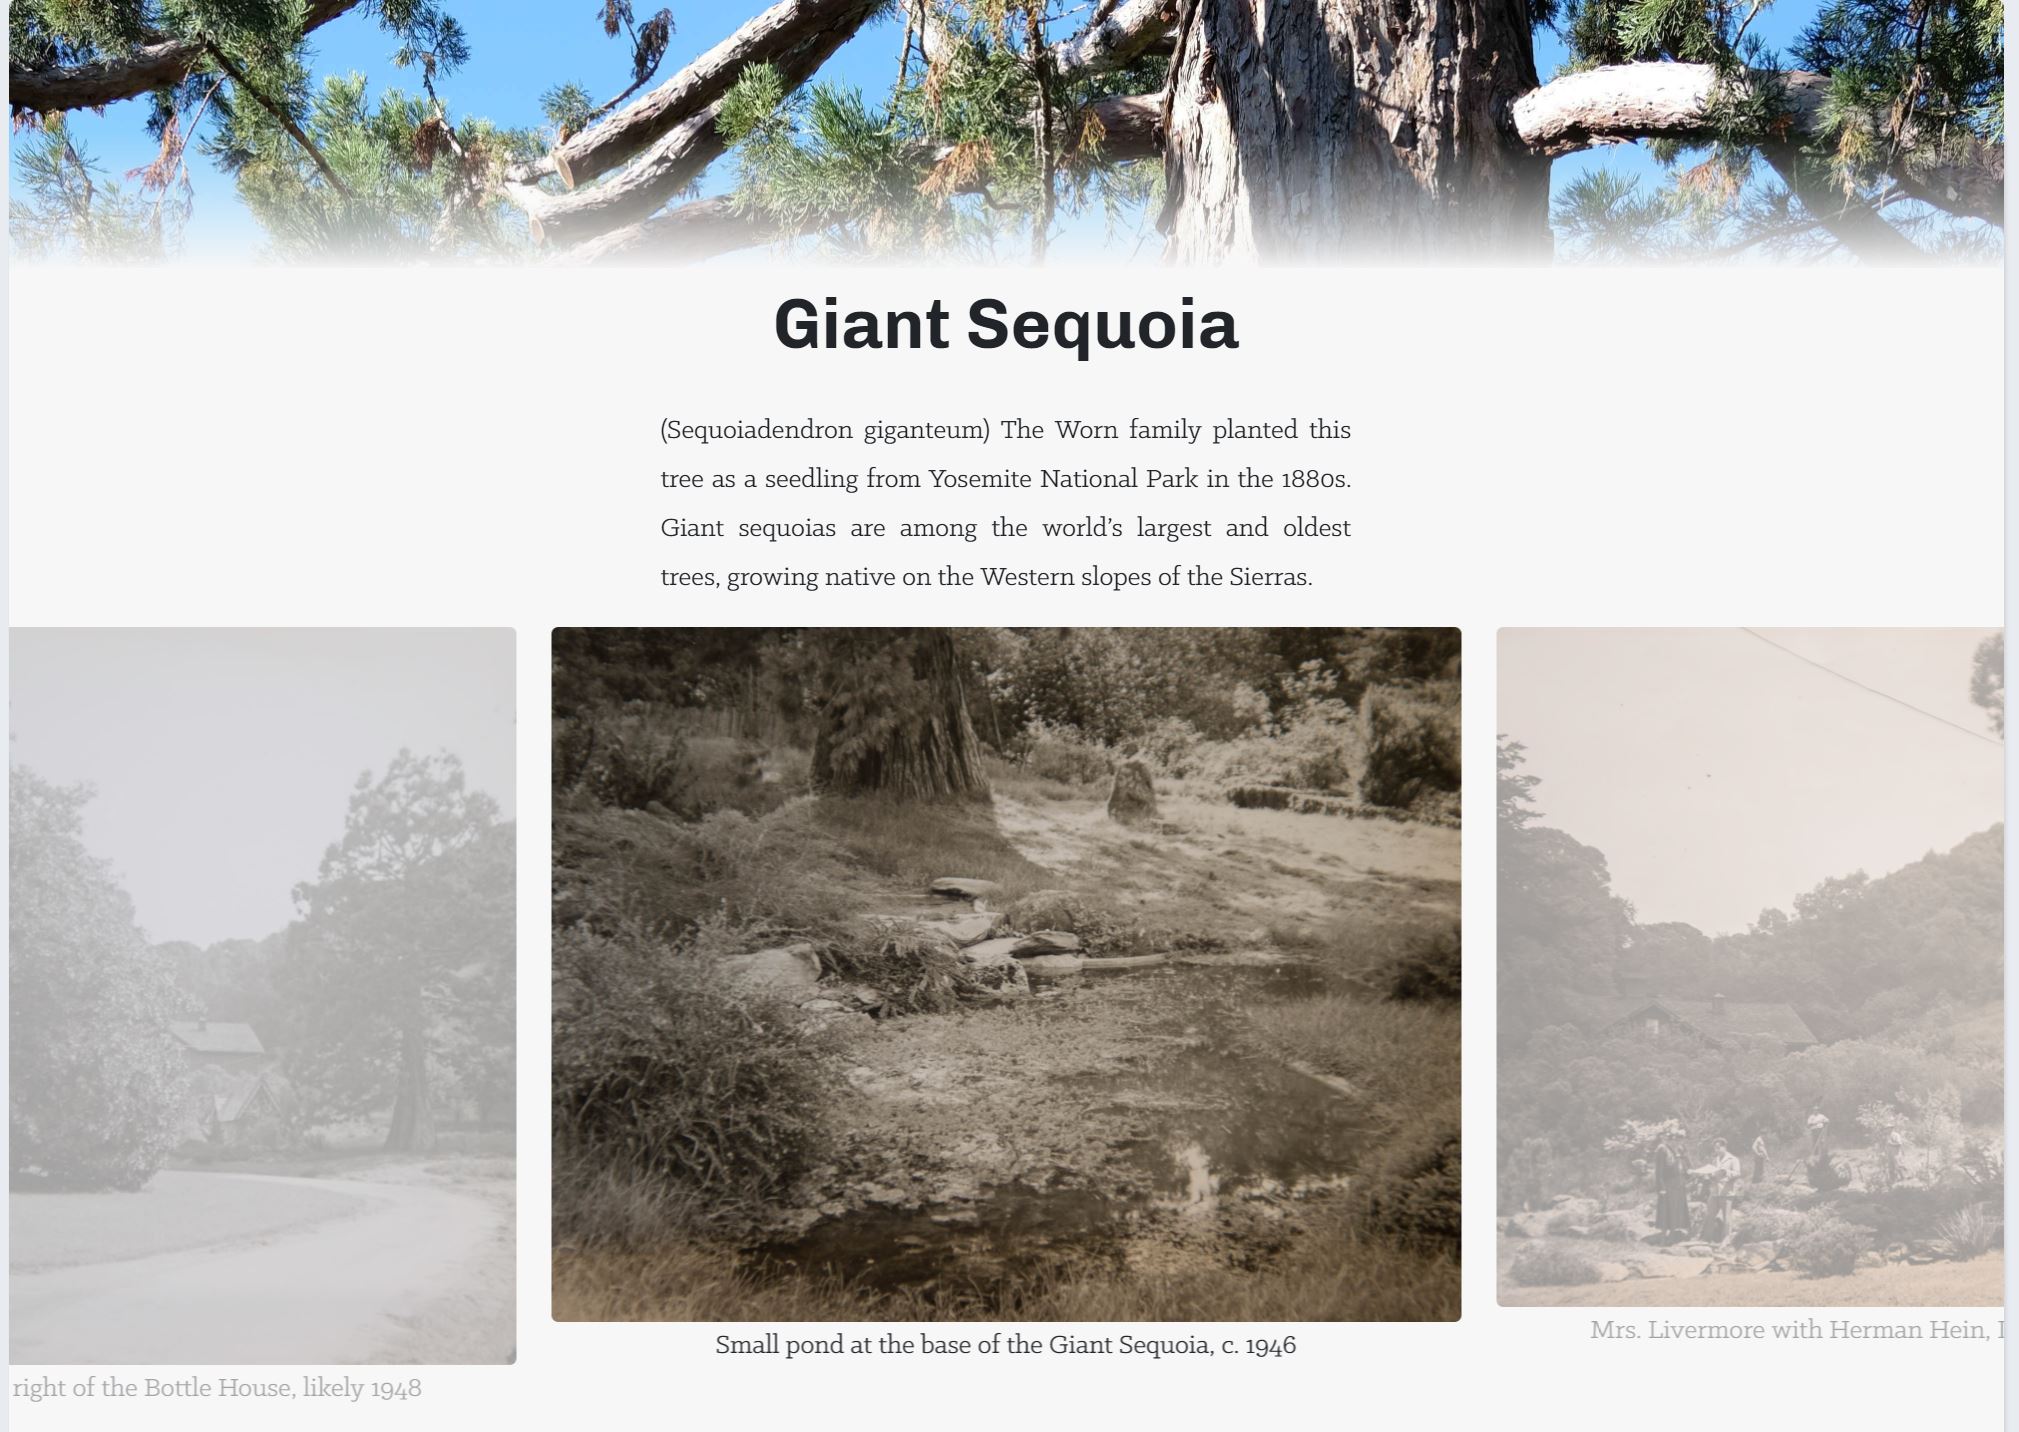 Giant Sequoia
(Sequoiadendron giganteum) The Worn family planted this
tree as a seedling from Yosemite National Park in the 1880s.
Giant sequoias are among the world’s largest and oldest
trees, growing native on the Western slopes of the Sierras.
Small pond at the base of the Giant Sequoia, c. 1946
Mrs. Livermore with Herman Hein,
right of the Bottle House, likely 1948